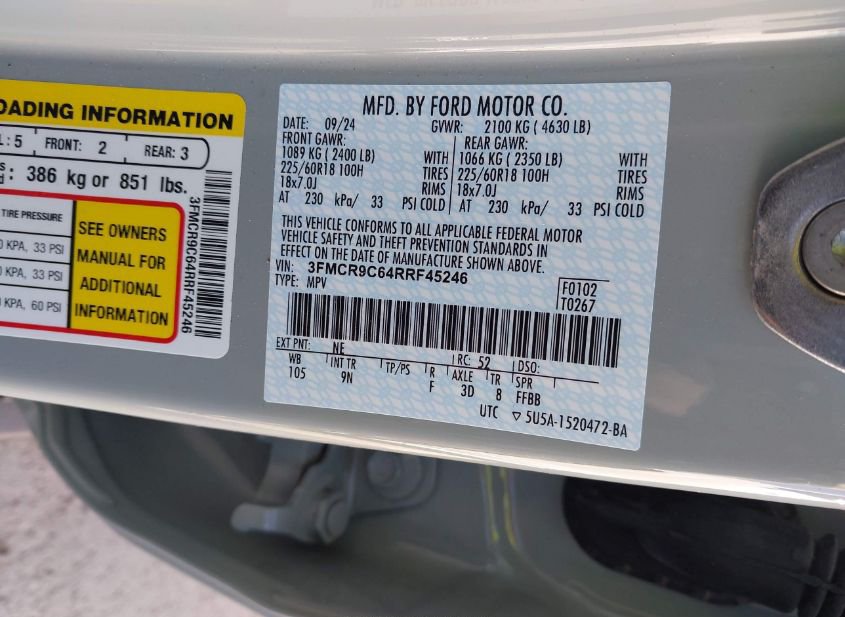 OADING INFORMATION
L: 5 FRONT: 2 REAR: 3
: 386 kg or 851 lbs.
TIRE PRESSURE
0 KPA, 33 PSI
0 KPA, 33 PSI
0 KPA, 60 PSI
SEE OWNERS
MANUAL FOR
ADDITIONAL
INFORMATION
3FMCR9C64RRF45246
MFD. BY FORD MOTOR CO.
DATE: 09/24 GVWR: 2100 KG ( 4630 LB)
FRONT GAWR: REAR GAWR:
1089 KG ( 2400 LB) WITH 1066 KG ( 2350 LB) WITH
225/60R18 100H TIRES 225/60R18 100H TIRES
18x7.0J RIMS 18x7.0J RIMS
AT 230 kPa/ 33 PSI COLD AT 230 kPa/ 33 PSI COLD
THIS VEHICLE CONFORMS TO ALL APPLICABLE FEDERAL MOTOR
VEHICLE SAFETY AND THEFT PREVENTION STANDARDS IN
EFFECT ON THE DATE OF MANUFACTURE SHOWN ABOVE.
VIN: 3FMCR9C64RRF45246 F0102
TYPE: MPV T0267
EXT PNT: NE RC: 52 DSO:
WB INT TR TP/PS R AXLE TR SPR
105 9N F 3D 8 FFBB
UTC ▽ 5U5A-1520472-BA